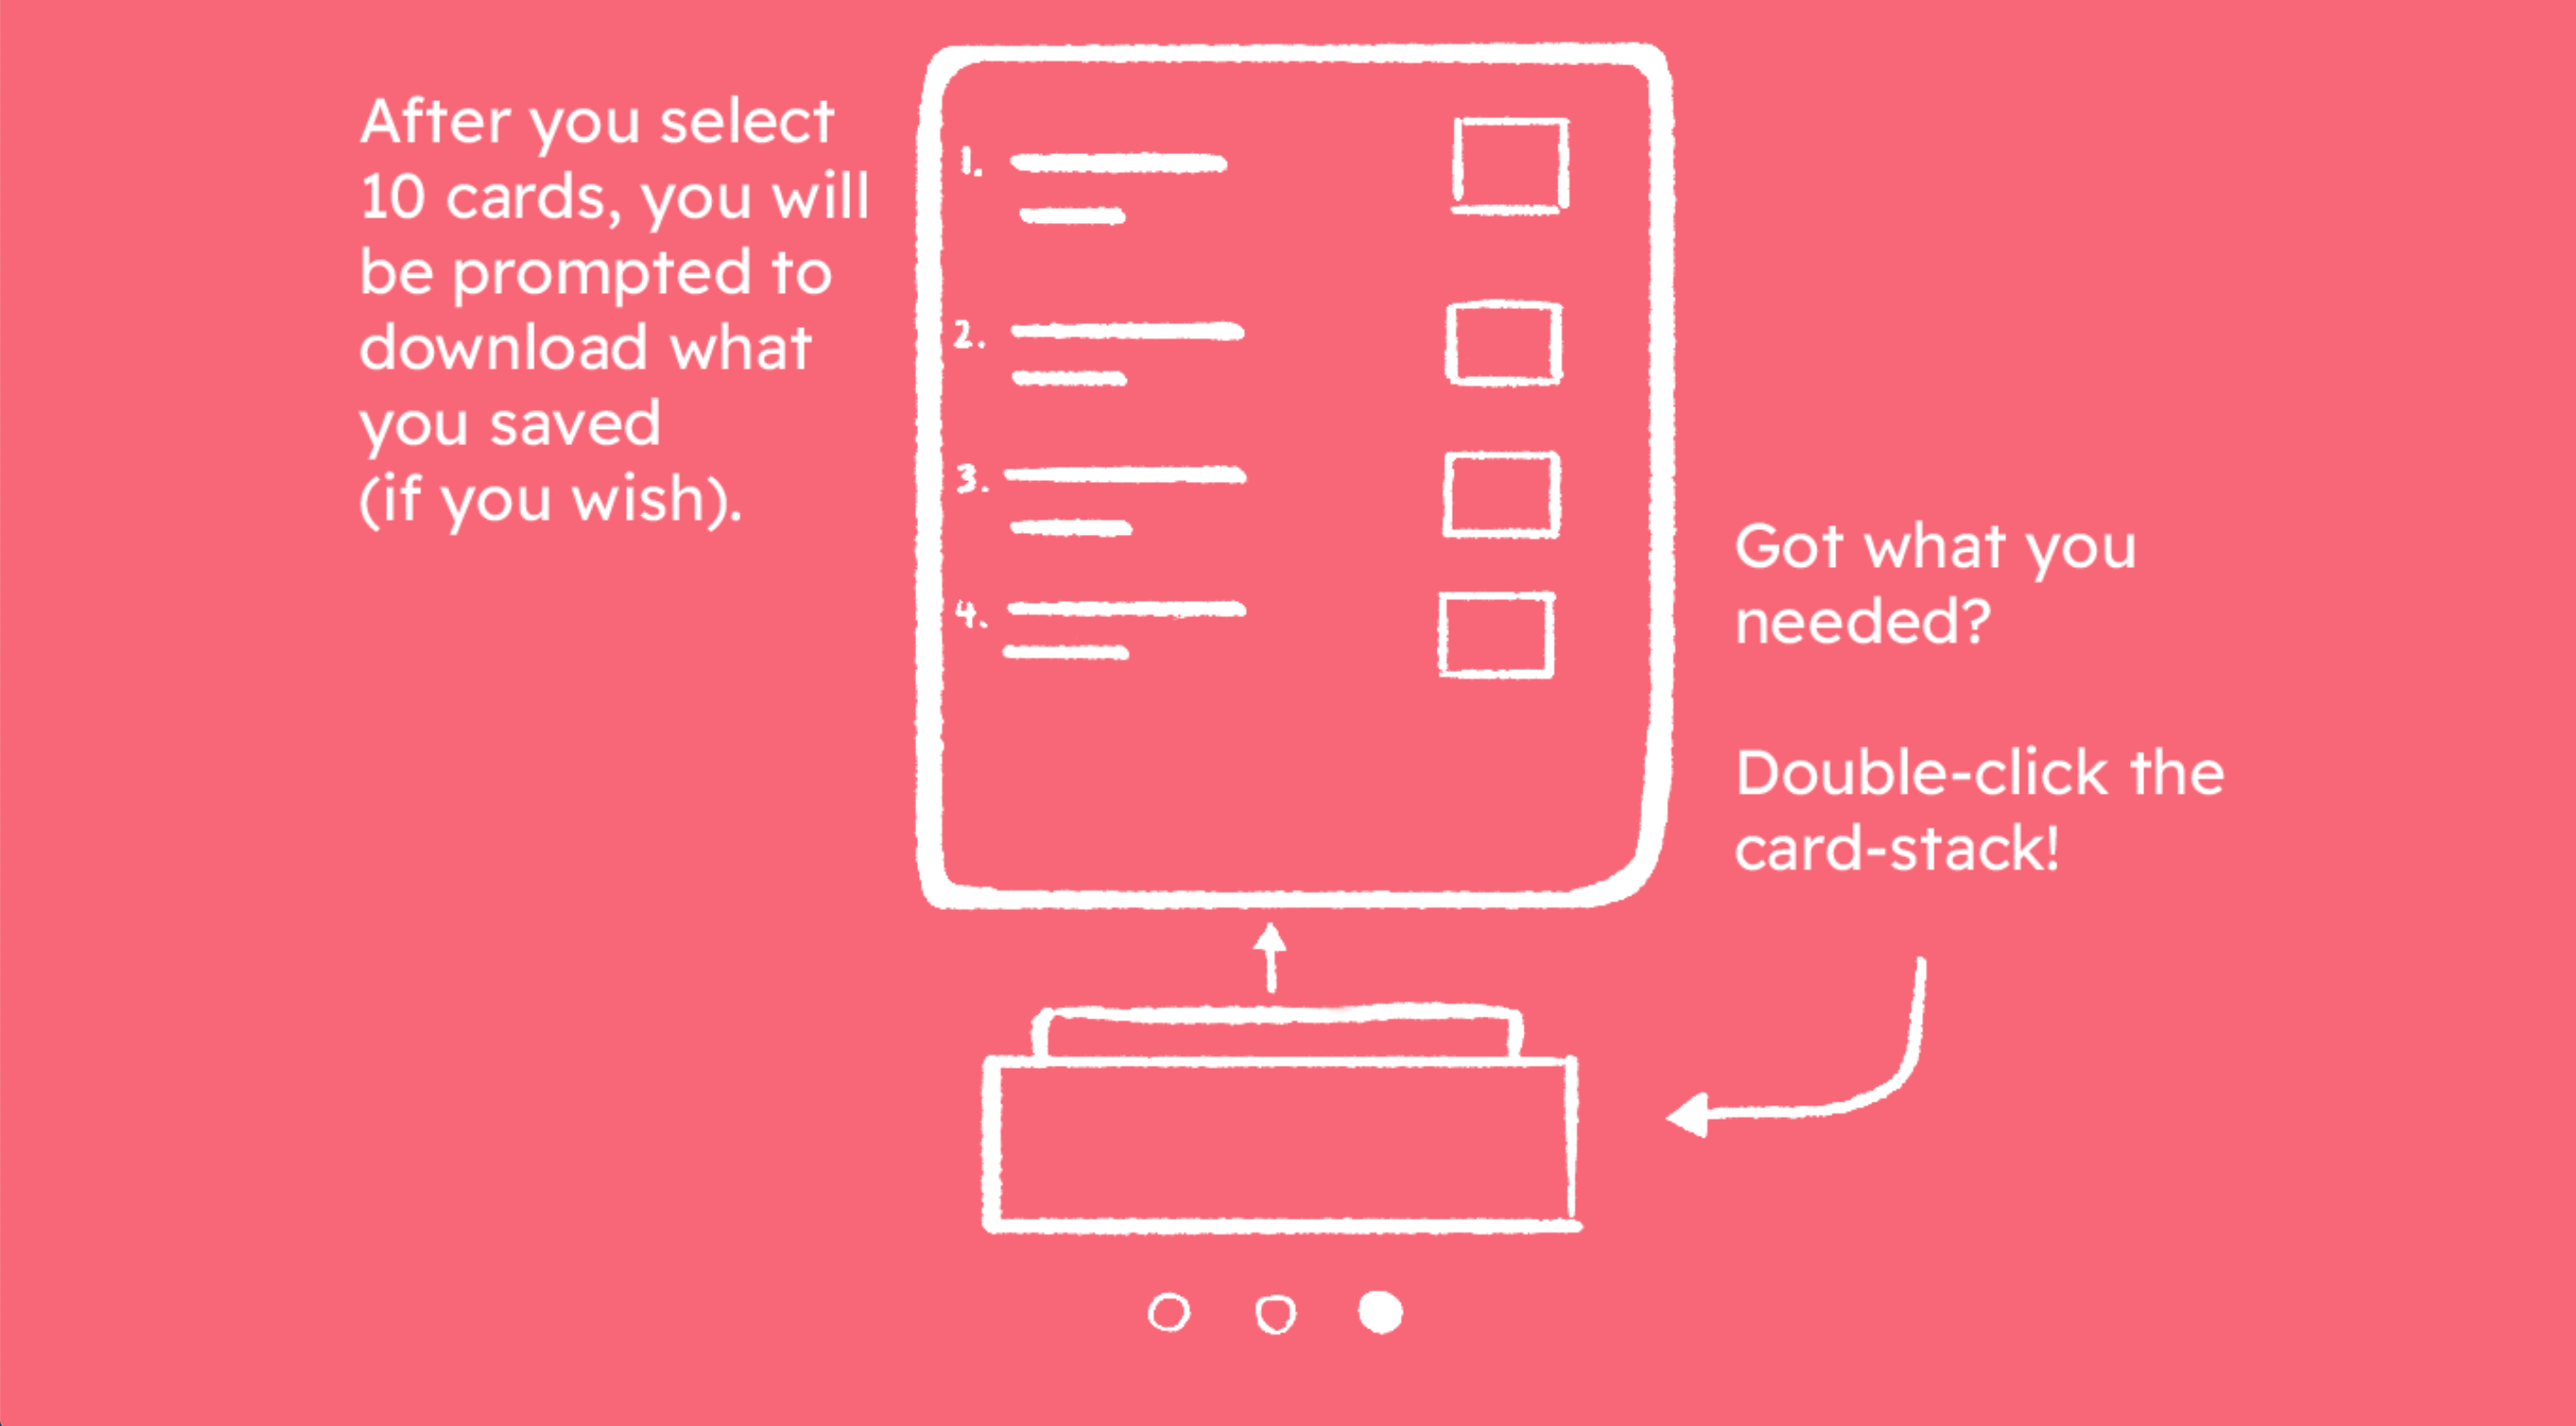 After you select
10 cards, you will
be prompted to
download what
you saved
(if you wish).
1.
2.
3.
4.
Got what you
needed?
Double-click the
card-stack!